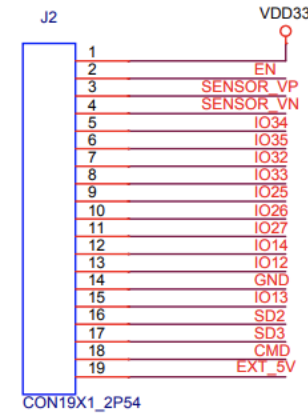 J2
VDD33
1
2 EN
3 SENSOR_VP
4 SENSOR_VN
5 IO34
6 IO35
7 IO32
8 IO33
9 IO25
10 IO26
11 IO27
12 IO14
13 IO12
14 GND
15 IO13
16 SD2
17 SD3
18 CMD
19 EXT_5V
CON19X1_2P54